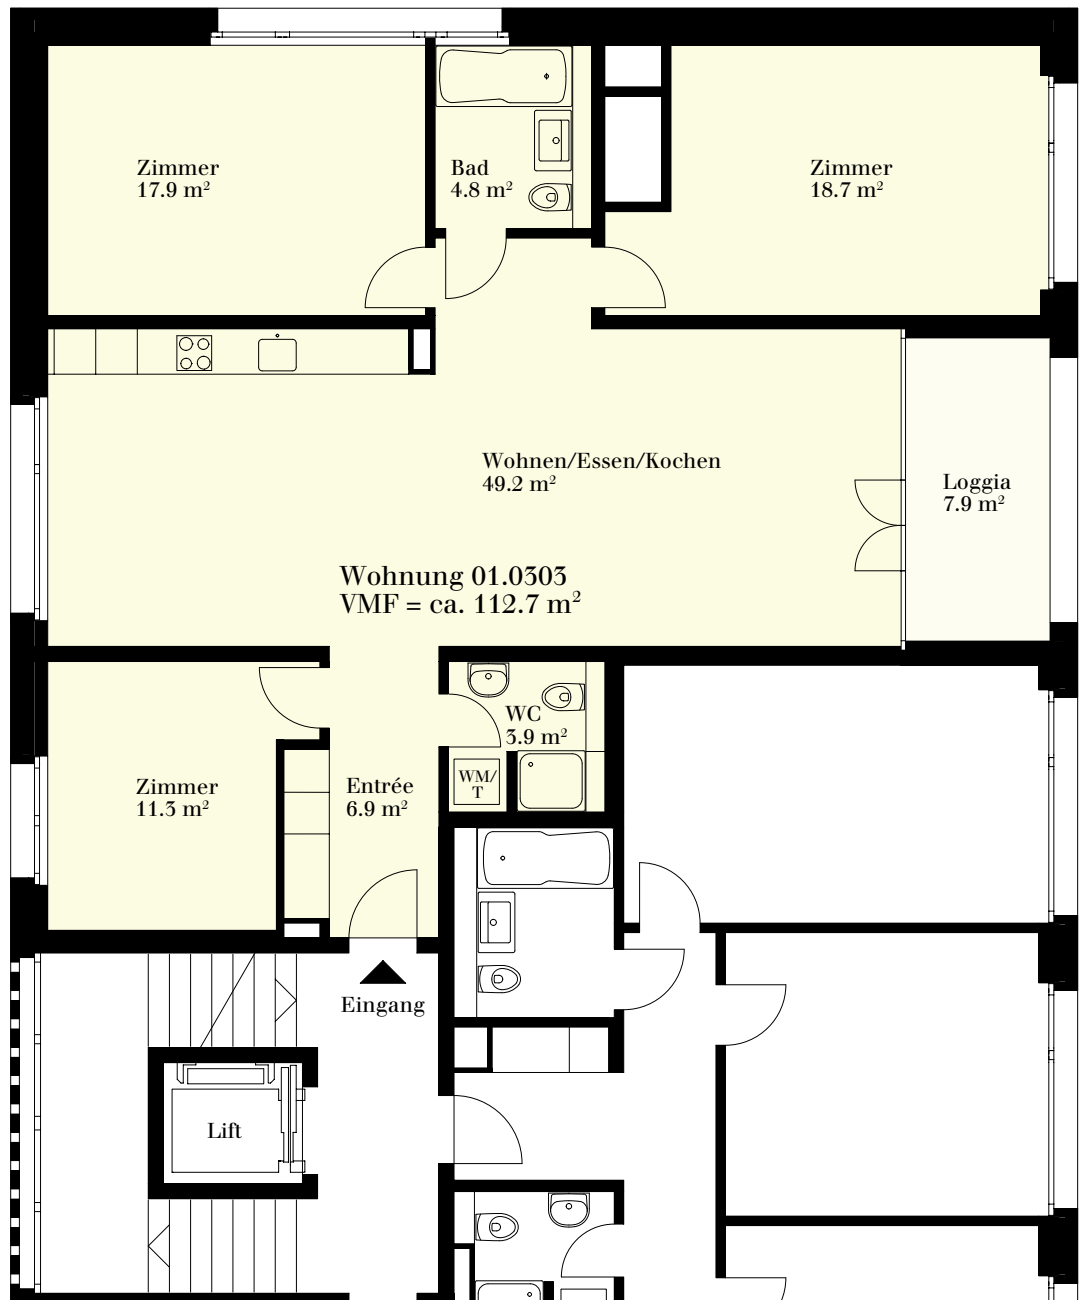 Zimmer
17.9 m²
Bad
4.8 m²
Zimmer
18.7 m²
Wohnen/Essen/Kochen
49.2 m²
Loggia
7.9 m²
Wohnung 01.0303
VMF = ca. 112.7 m²
WC
3.9 m²
WM/
T
Zimmer
11.3 m²
Entrée
6.9 m²
Eingang
Lift